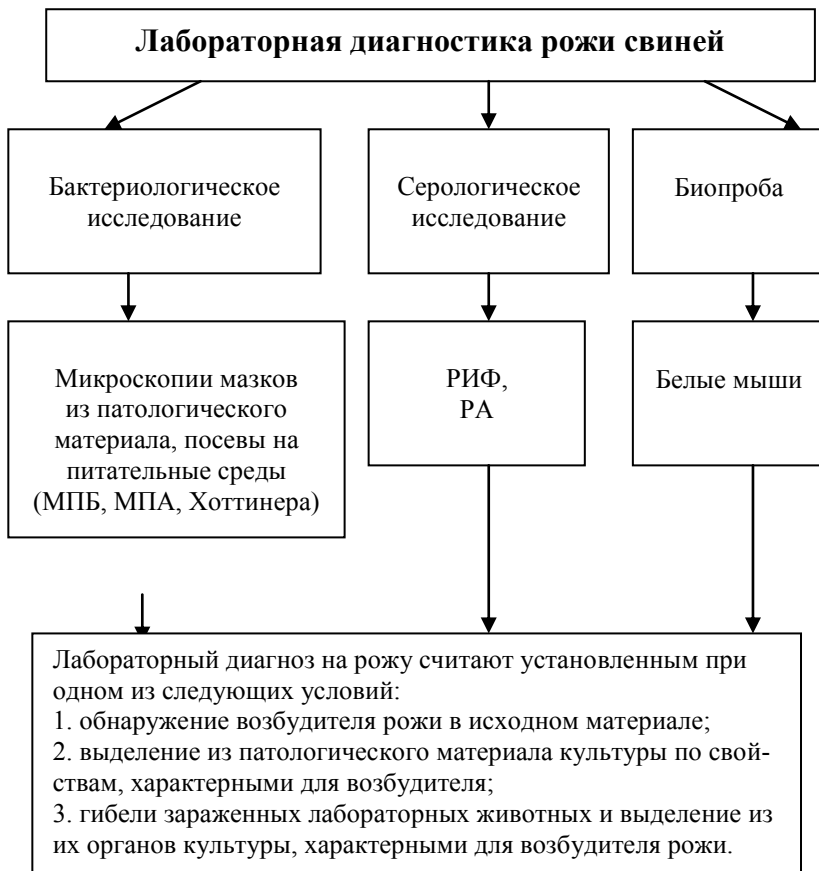 Лабораторная диагностика рожи свиней
Бактериологическое
исследование
Серологическое
исследование
Биопроба
Микроскопии мазков
из патологического
материала, посевы на
питательные среды
(МПБ, МПА, Хоттинера)
РИФ,
РА
Белые мыши
Лабораторный диагноз на рожу считают установленным при
одном из следующих условий:
1. обнаружение возбудителя рожи в исходном материале;
2. выделение из патологического материала культуры по свой-
ствам, характерными для возбудителя;
3. гибели зараженных лабораторных животных и выделение из
их органов культуры, характерными для возбудителя рожи.